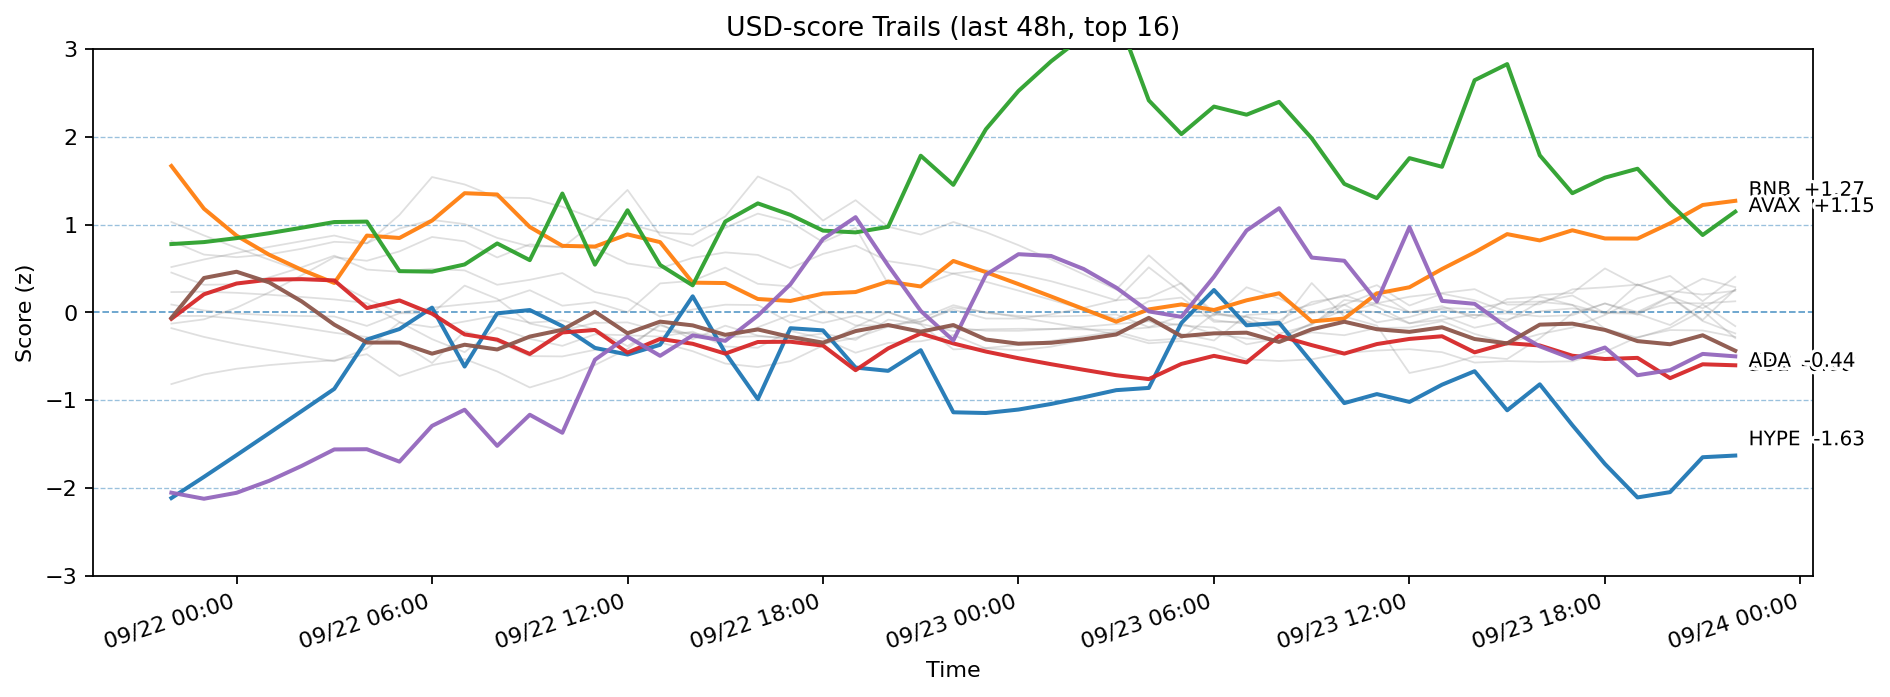 USD-score Trails (last 48h, top 16)
Score (z)
3
2
1
0
−1
−2
−3
BNB +1.27
AVAX +1.15
ADA -0.44
HYPE -1.63
09/22 00:00
09/22 06:00
09/22 12:00
09/22 18:00
09/23 00:00
09/23 06:00
09/23 12:00
09/23 18:00
09/24 00:00
Time